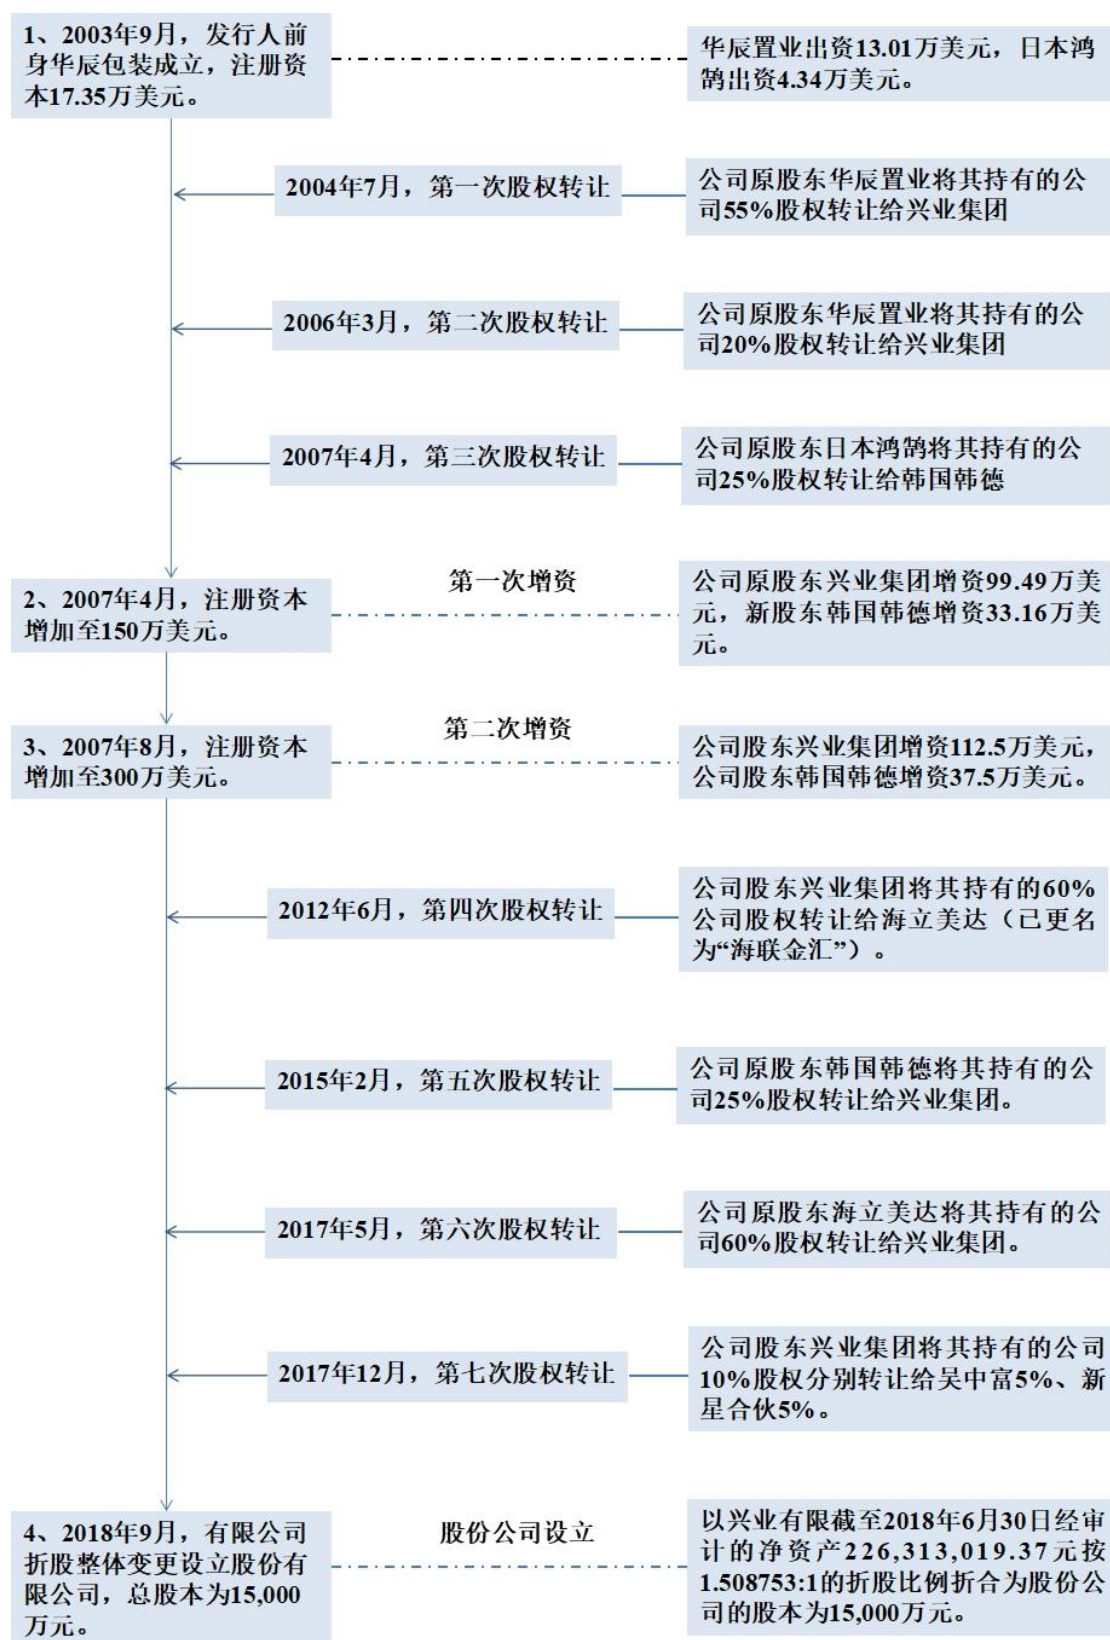 1、2003年9月，发行人前
身华辰包装成立，注册资
本17.35万美元。
华辰置业出资13.01万美元，日本鸿
鹄出资4.34万美元。
2004年7月，第一次股权转让
公司原股东华辰置业将其持有的公
司55%股权转让给兴业集团
2006年3月，第二次股权转让
公司原股东华辰置业将其持有的公
司20%股权转让给兴业集团
2007年4月，第三次股权转让
公司原股东日本鸿鹄将其持有的公
司25%股权转让给韩国韩德
2、2007年4月，注册资本
增加至150万美元。
第一次增资
公司原股东兴业集团增资99.49万美
元，新股东韩国韩德增资33.16万美
元。
3、2007年8月，注册资本
增加至300万美元。
第二次增资
公司股东兴业集团增资112.5万美元，
公司股东韩国韩德增资37.5万美元。
2012年6月，第四次股权转让
公司股东兴业集团将其持有的60%
公司股权转让给海立美达（已更名
为“海联金汇”）。
2015年2月，第五次股权转让
公司原股东韩国韩德将其持有的公
司25%股权转让给兴业集团。
2017年5月，第六次股权转让
公司原股东海立美达将其持有的公
司60%股权转让给兴业集团。
2017年12月，第七次股权转让
公司股东兴业集团将其持有的公司
10%股权分别转让给吴中富5%、新
星合伙5%。
4、2018年9月，有限公司
折股整体变更设立股份有
限公司，总股本为15,000
万元。
股份公司设立
以兴业有限截至2018年6月30日经审
计的净资产226,313,019.37元按
1.508753:1的折股比例折合为股份公
司的股本为15,000万元。